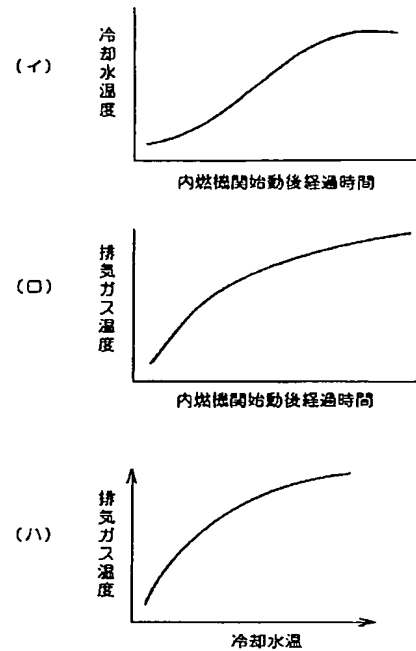 (イ)
冷却水温度
内燃機関始動後経過時間
(ロ)
排気ガス温度
内燃機関始動後経過時間
(ハ)
排気ガス温度
冷却水温